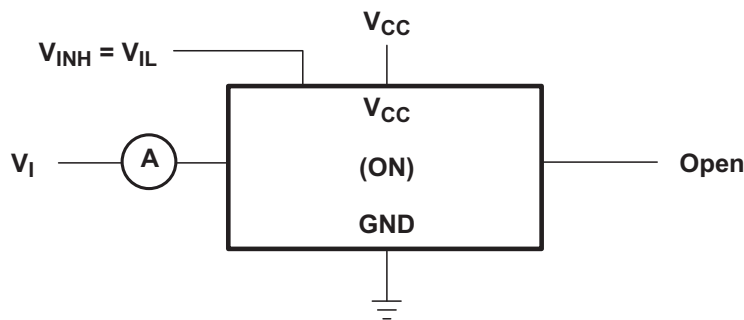 V_CC
V_INH = V_IL
V_CC
V_I
A
(ON)
Open
GND